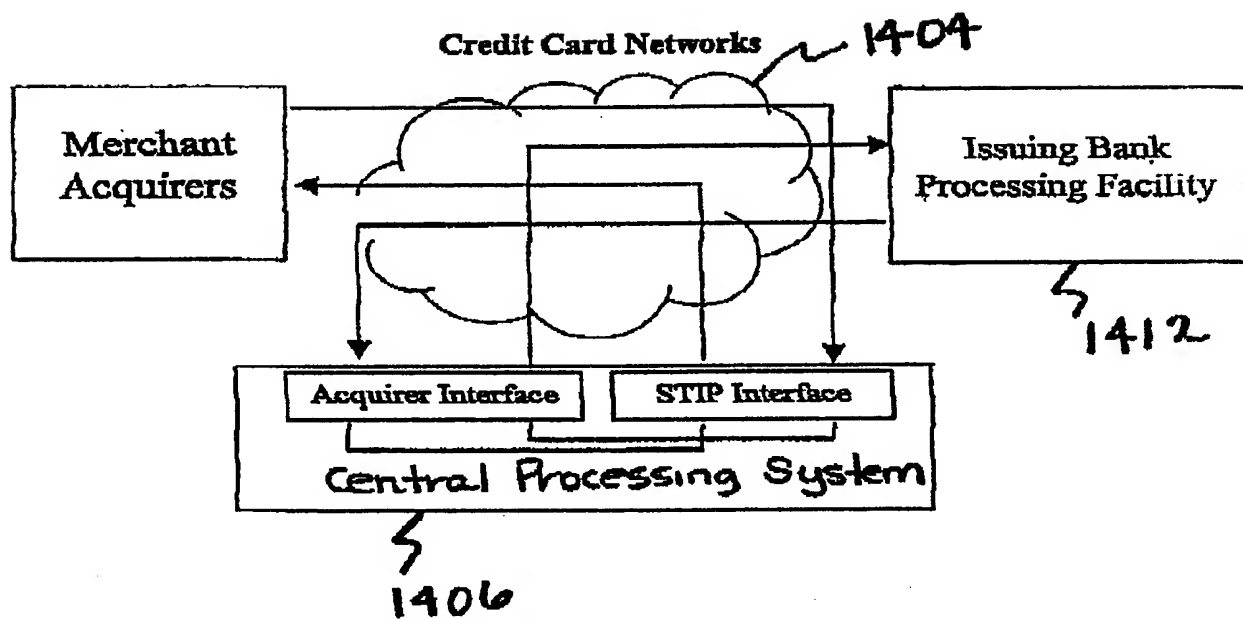 Credit Card Networks
1404
Merchant
Acquirers
Issuing Bank
Processing Facility
1412
Acquirer Interface
STIP Interface
Central Processing System
1406